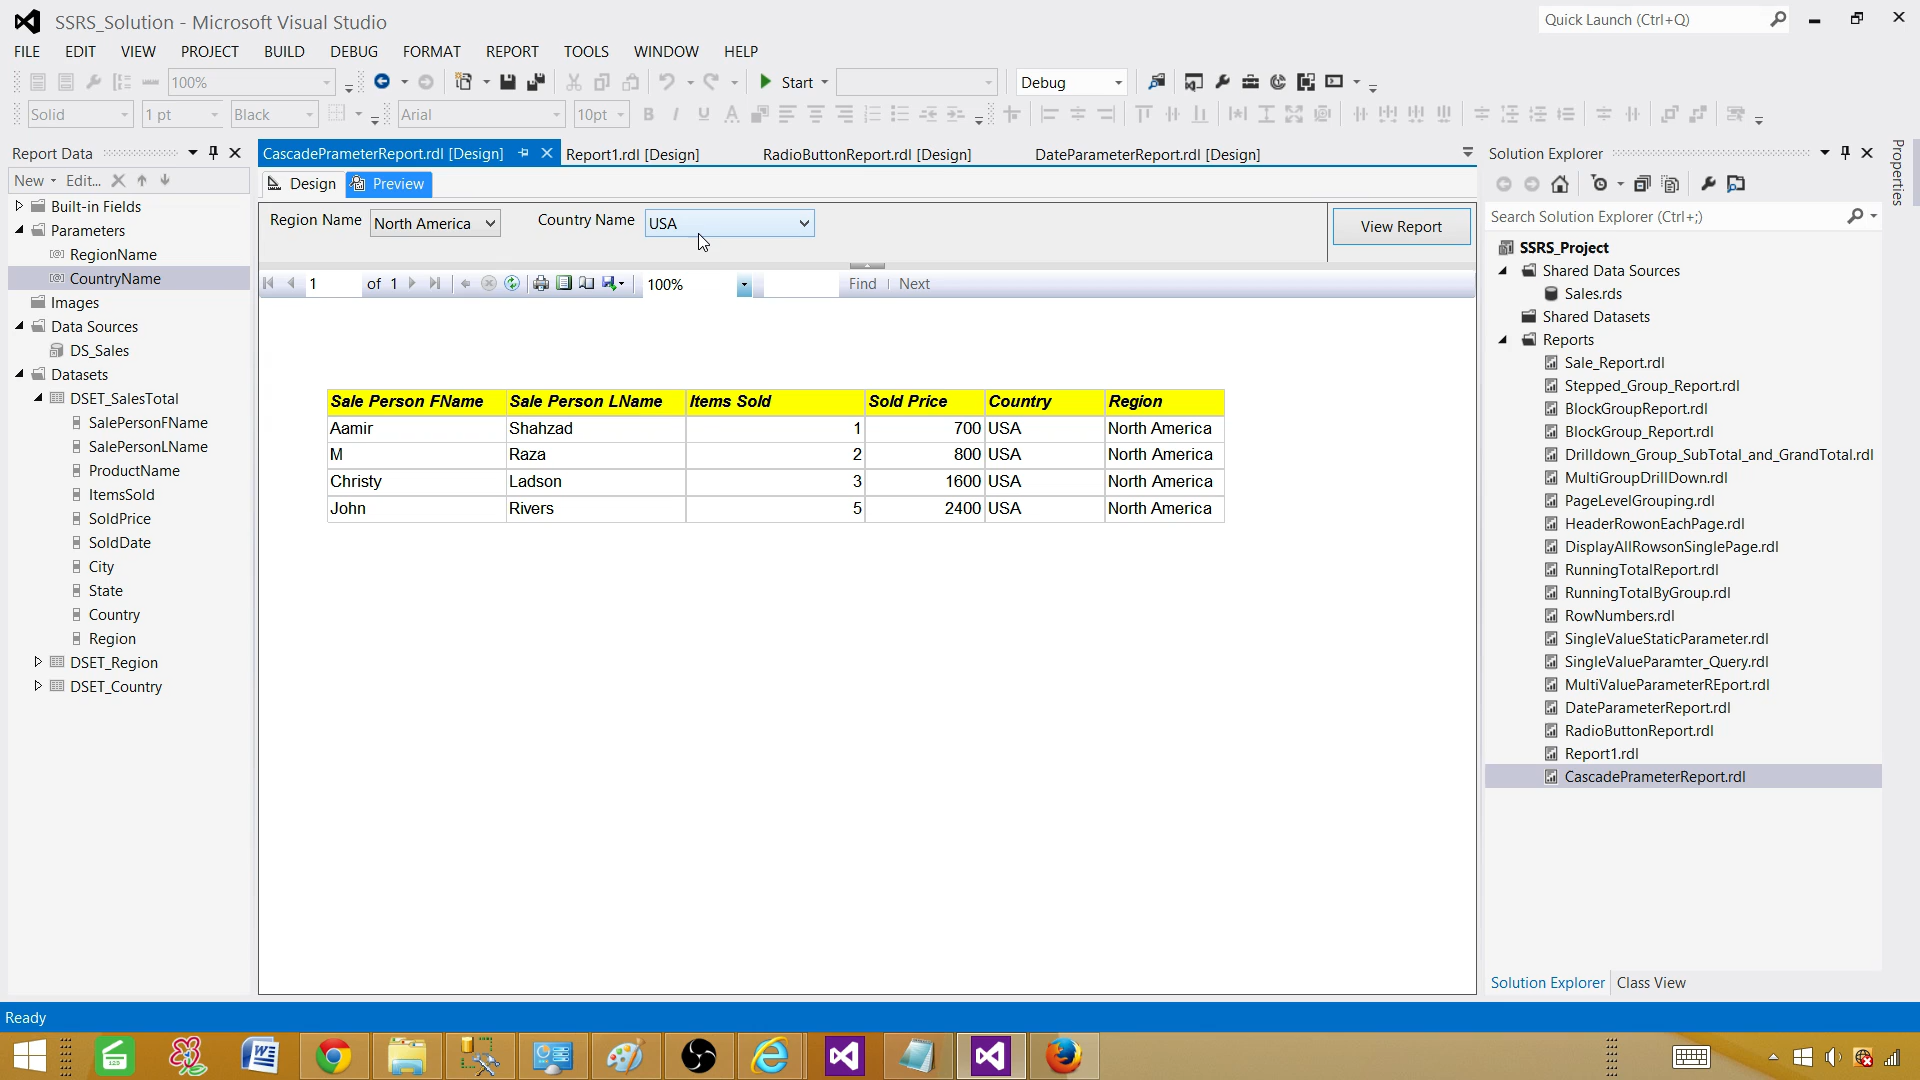 SSRS_Solution - Microsoft Visual Studio
Quick Launch (Ctrl+Q)
FILE EDIT VIEW PROJECT BUILD DEBUG FORMAT REPORT TOOLS WINDOW HELP
100% Start Debug
Solid 1 pt Black Arial 10pt
Report Data
New Edit...
Built-in Fields
Parameters
RegionName
CountryName
Images
Data Sources
DS_Sales
Datasets
DSET_SalesTotal
SalePersonFName
SalePersonLName
ProductName
ItemsSold
SoldPrice
SoldDate
City
State
Country
Region
DSET_Region
DSET_Country
CascadePrameterReport.rdl [Design] Report1.rdl [Design] RadioButtonReport.rdl [Design] DateParameterReport.rdl [Design]
Design Preview
Region Name North America Country Name USA View Report
1 of 1 100% Find Next
Sale Person FName Sale Person LName Items Sold Sold Price Country Region
Aamir Shahzad 1 700 USA North America
M Raza 2 800 USA North America
Christy Ladson 3 1600 USA North America
John Rivers 5 2400 USA North America
Solution Explorer
Search Solution Explorer (Ctrl+;)
SSRS_Project
Shared Data Sources
Sales.rds
Shared Datasets
Reports
Sale_Report.rdl
Stepped_Group_Report.rdl
BlockGroupReport.rdl
BlockGroup_Report.rdl
Drilldown_Group_SubTotal_and_GrandTotal.rdl
MultiGroupDrillDown.rdl
PageLevelGrouping.rdl
HeaderRowonEachPage.rdl
DisplayAllRowsonSinglePage.rdl
RunningTotalReport.rdl
RunningTotalByGroup.rdl
RowNumbers.rdl
SingleValueStaticParameter.rdl
SingleValueParamter_Query.rdl
MultiValueParameterREport.rdl
DateParameterReport.rdl
RadioButtonReport.rdl
Report1.rdl
CascadePrameterReport.rdl
Solution Explorer Class View
Properties
Ready